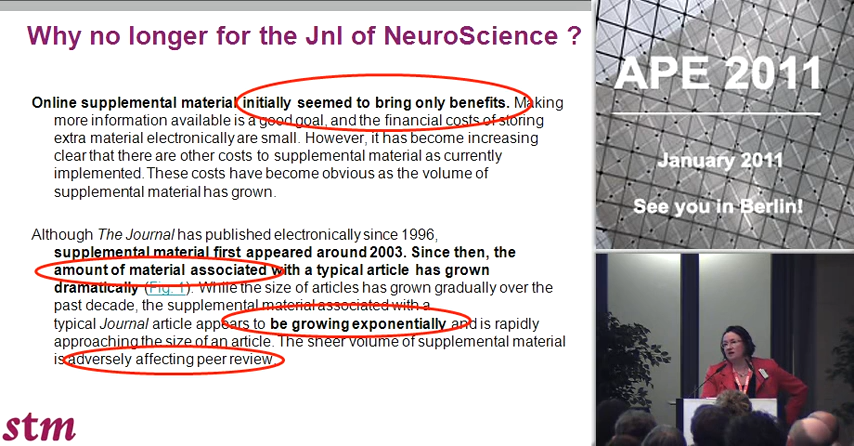 Why no longer for the Jnl of NeuroScience ?
Online supplemental material initially seemed to bring only benefits. Making
more information available is a good goal, and the financial costs of storing
extra material electronically are small. However, it has become increasing
clear that there are other costs to supplemental material as currently
implemented. These costs have become obvious as the volume of
supplemental material has grown.
Although The Journal has published electronically since 1996,
supplemental material first appeared around 2003. Since then, the
amount of material associated with a typical article has grown
dramatically (Fig. 1). While the size of articles has grown gradually over the
past decade, the supplemental material associated with a
typical Journal article appears to be growing exponentially and is rapidly
approaching the size of an article. The sheer volume of supplemental material
is adversely affecting peer review.
stm
APE 2011
January 2011
See you in Berlin!